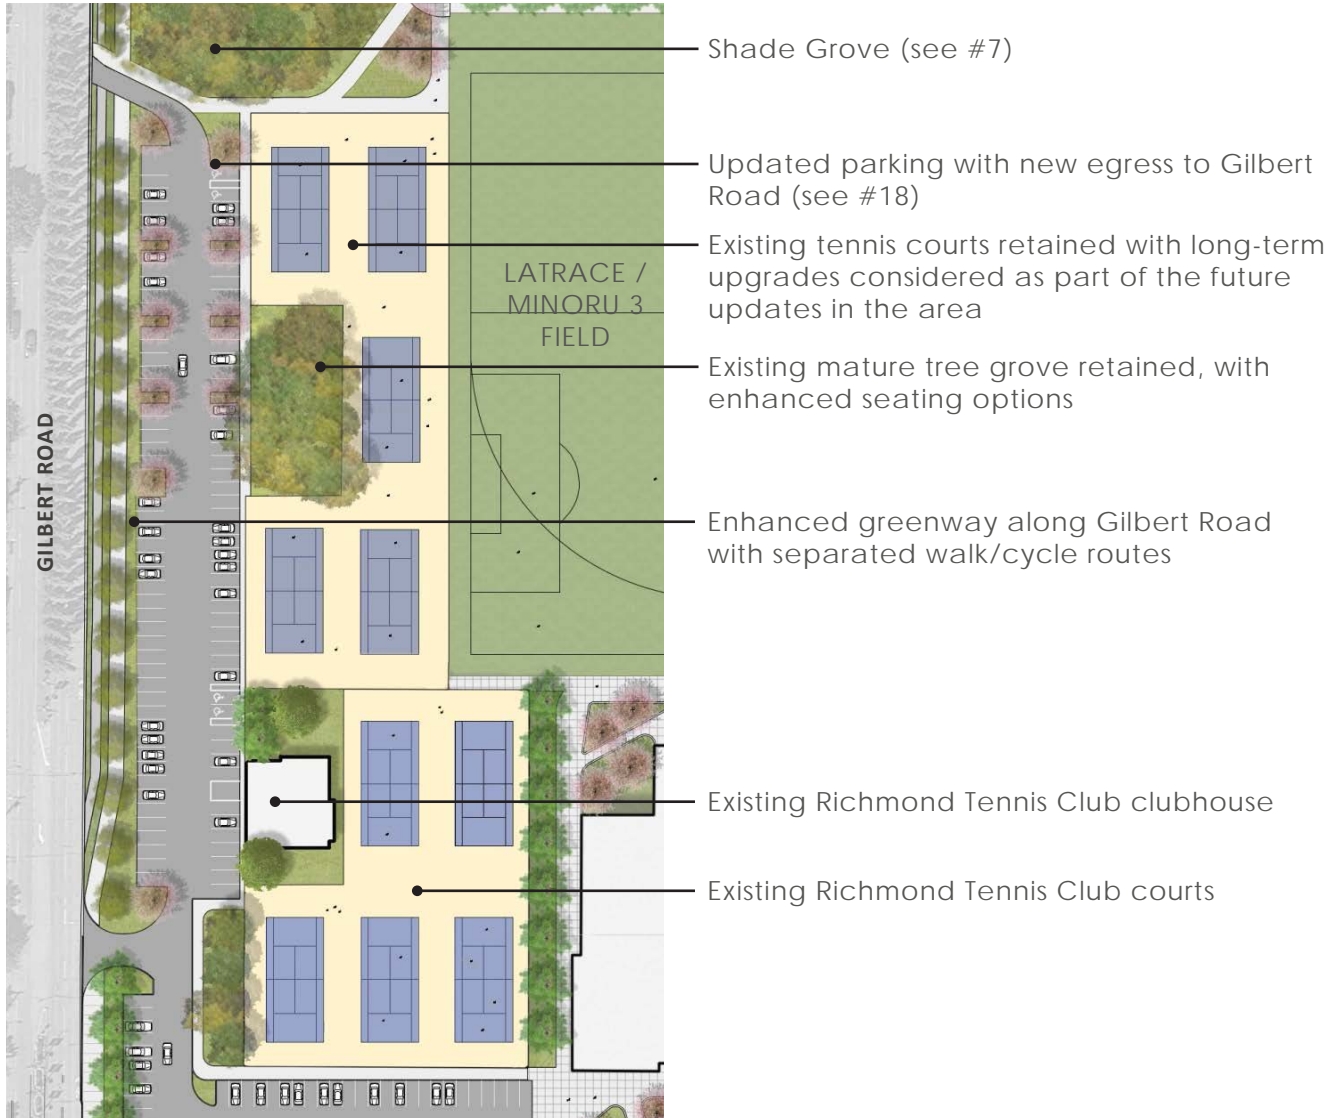 Shade Grove (see #7)
Updated parking with new egress to Gilbert
Road (see #18)
Existing tennis courts retained with long-term
upgrades considered as part of the future
updates in the area
LATRACE /
MINORU 3
FIELD
Existing mature tree grove retained, with
enhanced seating options
GILBERT ROAD
Enhanced greenway along Gilbert Road
with separated walk/cycle routes
Existing Richmond Tennis Club clubhouse
Existing Richmond Tennis Club courts